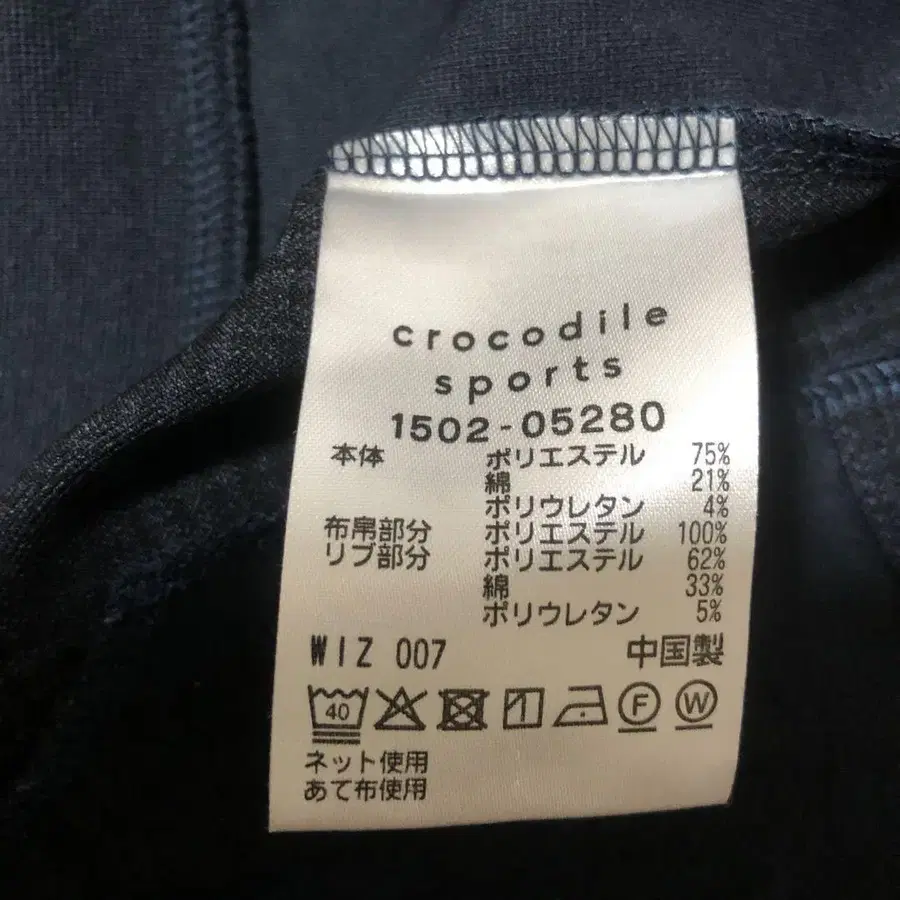 crocodile
sports
1502-05280
本体 ポリエステル 75%
綿 21%
ポリウレタン 4%
布帛部分 ポリエステル 100%
リブ部分 ポリエステル 62%
綿 33%
ポリウレタン 5%
WIZ 007 中国製
40 F W
ネット使用
あて布使用